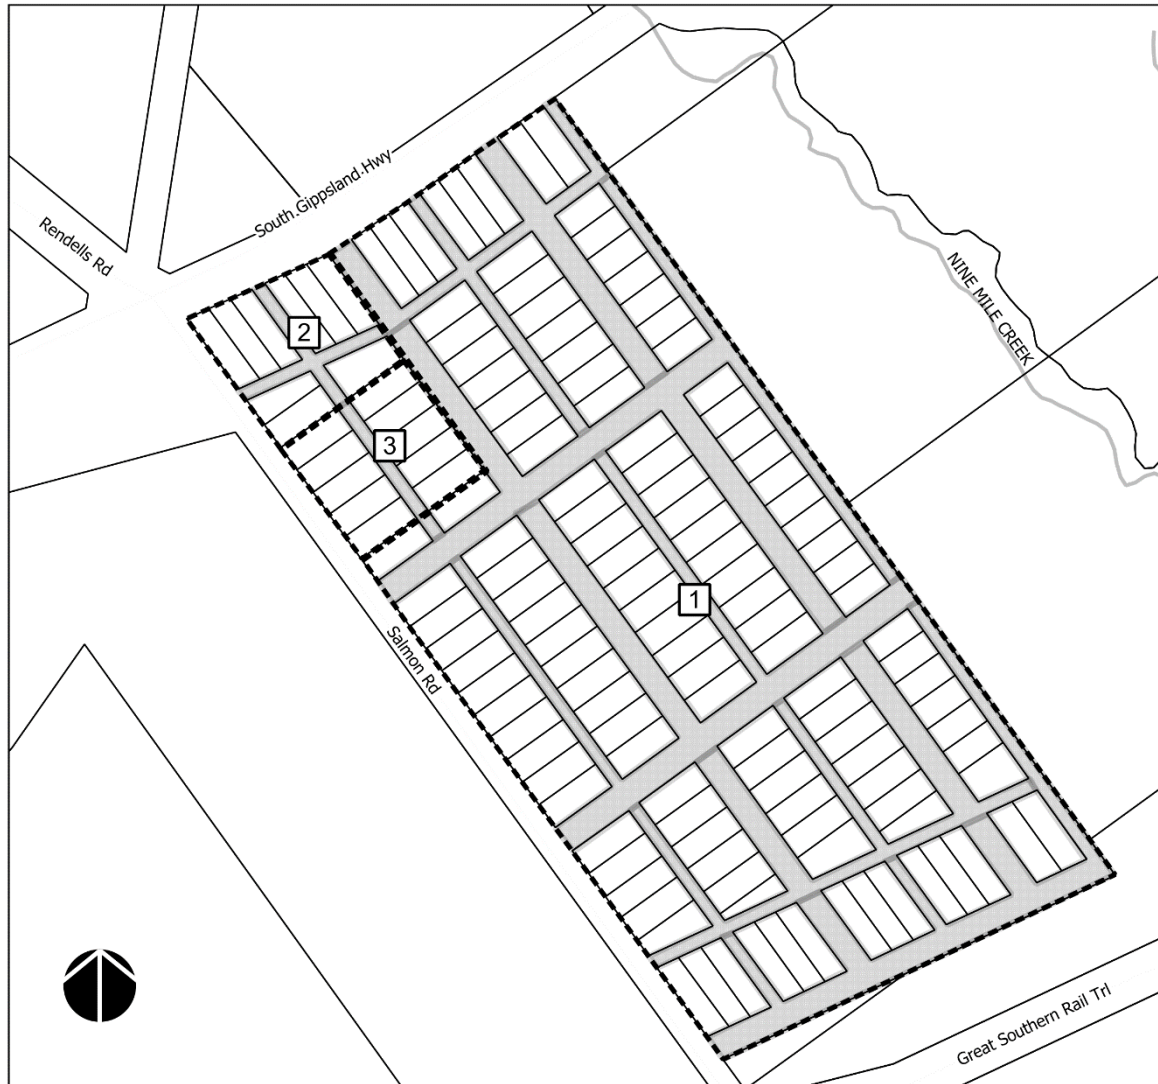 South Gippsland Hwy
Rendells Rd
NINE MILE CREEK
2
3
1
Salmon Rd
Great Southern Rail Trl